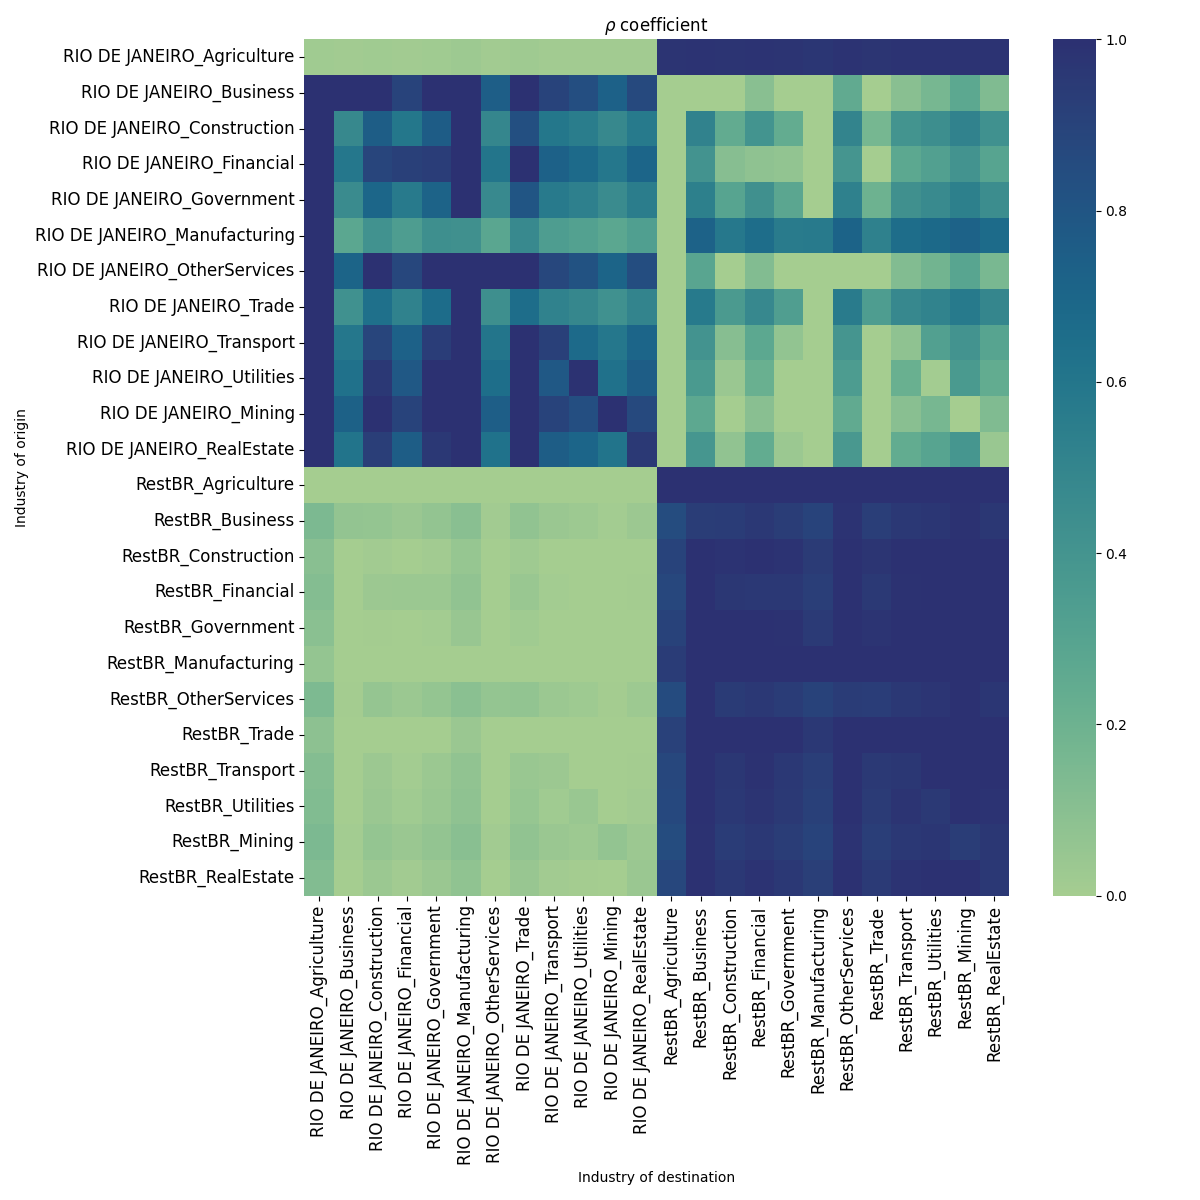 ρ coefficient
RIO DE JANEIRO_Agriculture
RIO DE JANEIRO_Business
RIO DE JANEIRO_Construction
RIO DE JANEIRO_Financial
RIO DE JANEIRO_Government
RIO DE JANEIRO_Manufacturing
RIO DE JANEIRO_OtherServices
RIO DE JANEIRO_Trade
RIO DE JANEIRO_Transport
RIO DE JANEIRO_Utilities
RIO DE JANEIRO_Mining
RIO DE JANEIRO_RealEstate
RestBR_Agriculture
RestBR_Business
RestBR_Construction
RestBR_Financial
RestBR_Government
RestBR_Manufacturing
RestBR_OtherServices
RestBR_Trade
RestBR_Transport
RestBR_Utilities
RestBR_Mining
RestBR_RealEstate
Industry of origin
RIO DE JANEIRO_Agriculture
RIO DE JANEIRO_Business
RIO DE JANEIRO_Construction
RIO DE JANEIRO_Financial
RIO DE JANEIRO_Government
RIO DE JANEIRO_Manufacturing
RIO DE JANEIRO_OtherServices
RIO DE JANEIRO_Trade
RIO DE JANEIRO_Transport
RIO DE JANEIRO_Utilities
RIO DE JANEIRO_Mining
RIO DE JANEIRO_RealEstate
RestBR_Agriculture
RestBR_Business
RestBR_Construction
RestBR_Financial
RestBR_Government
RestBR_Manufacturing
RestBR_OtherServices
RestBR_Trade
RestBR_Transport
RestBR_Utilities
RestBR_Mining
RestBR_RealEstate
Industry of destination
1.0
0.8
0.6
0.4
0.2
0.0